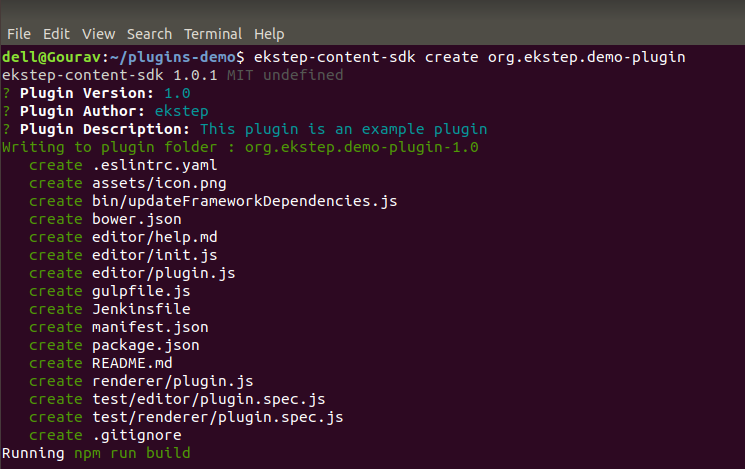 File Edit View Search Terminal Help
dell@Gourav:~/plugins-demo$ ekstep-content-sdk create org.ekstep.demo-plugin
ekstep-content-sdk 1.0.1 MIT undefined
? Plugin Version: 1.0
? Plugin Author: ekstep
? Plugin Description: This plugin is an example plugin
Writing to plugin folder : org.ekstep.demo-plugin-1.0
create .eslintrc.yaml
create assets/icon.png
create bin/updateFrameworkDependencies.js
create bower.json
create editor/help.md
create editor/init.js
create editor/plugin.js
create gulpfile.js
create Jenkinsfile
create manifest.json
create package.json
create README.md
create renderer/plugin.js
create test/editor/plugin.spec.js
create test/renderer/plugin.spec.js
create .gitignore
Running npm run build